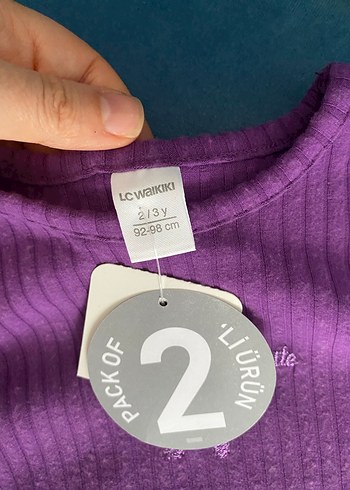 LC WAIKIKI
2 / 3 y
92-98 cm
PACK OF
2
'Lİ ÜRÜN